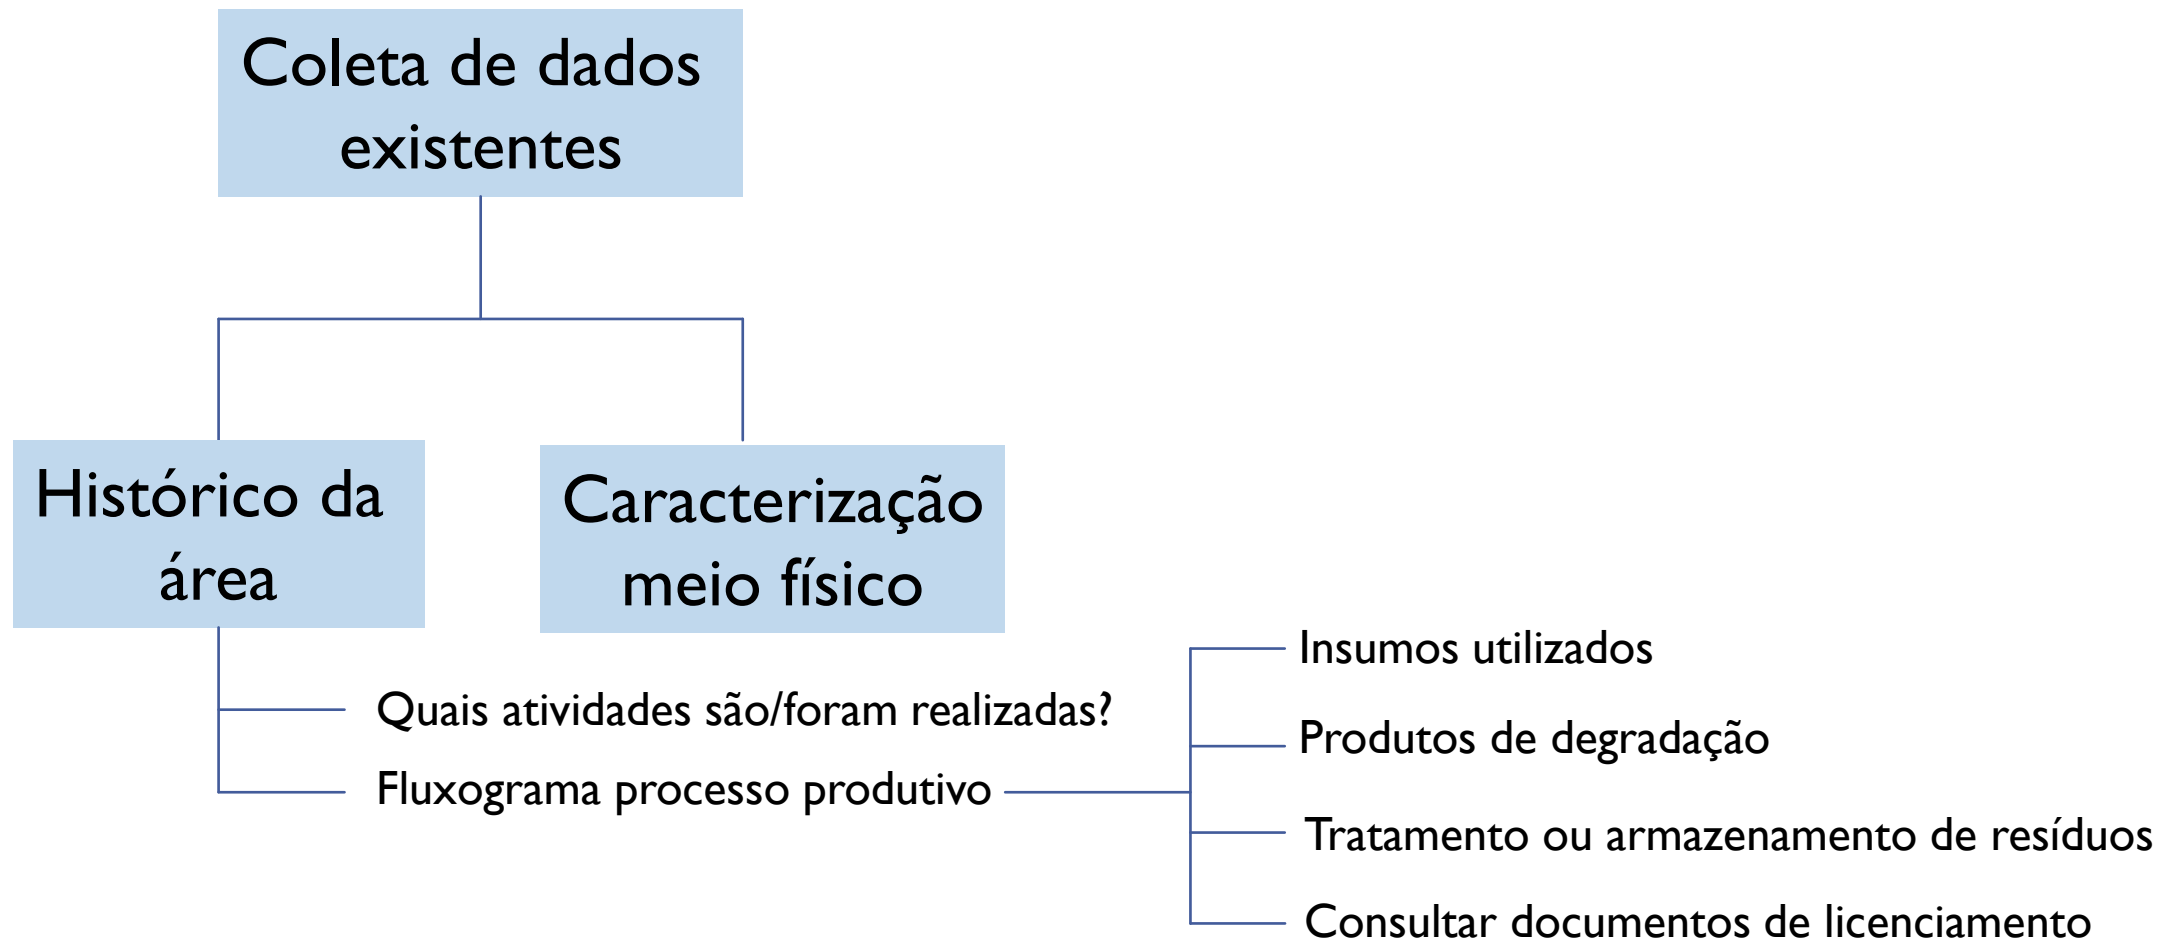 Coleta de dados
existentes
Histórico da
área
Caracterização
meio físico
Quais atividades são/foram realizadas?
Fluxograma processo produtivo
Insumos utilizados
Produtos de degradação
Tratamento ou armazenamento de resíduos
Consultar documentos de licenciamento